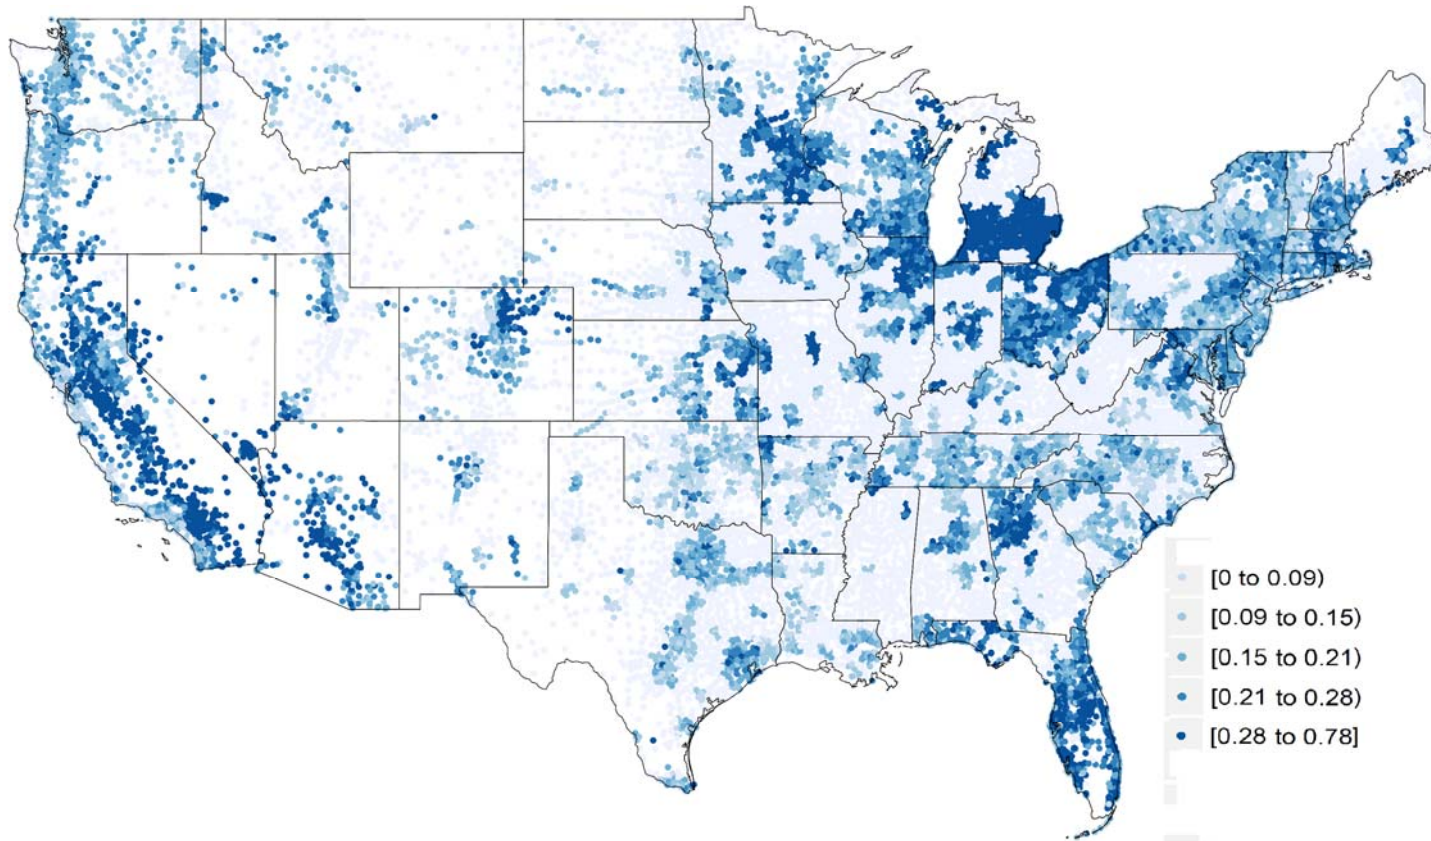 [0 to 0.09)
[0.09 to 0.15)
[0.15 to 0.21)
[0.21 to 0.28)
[0.28 to 0.78]